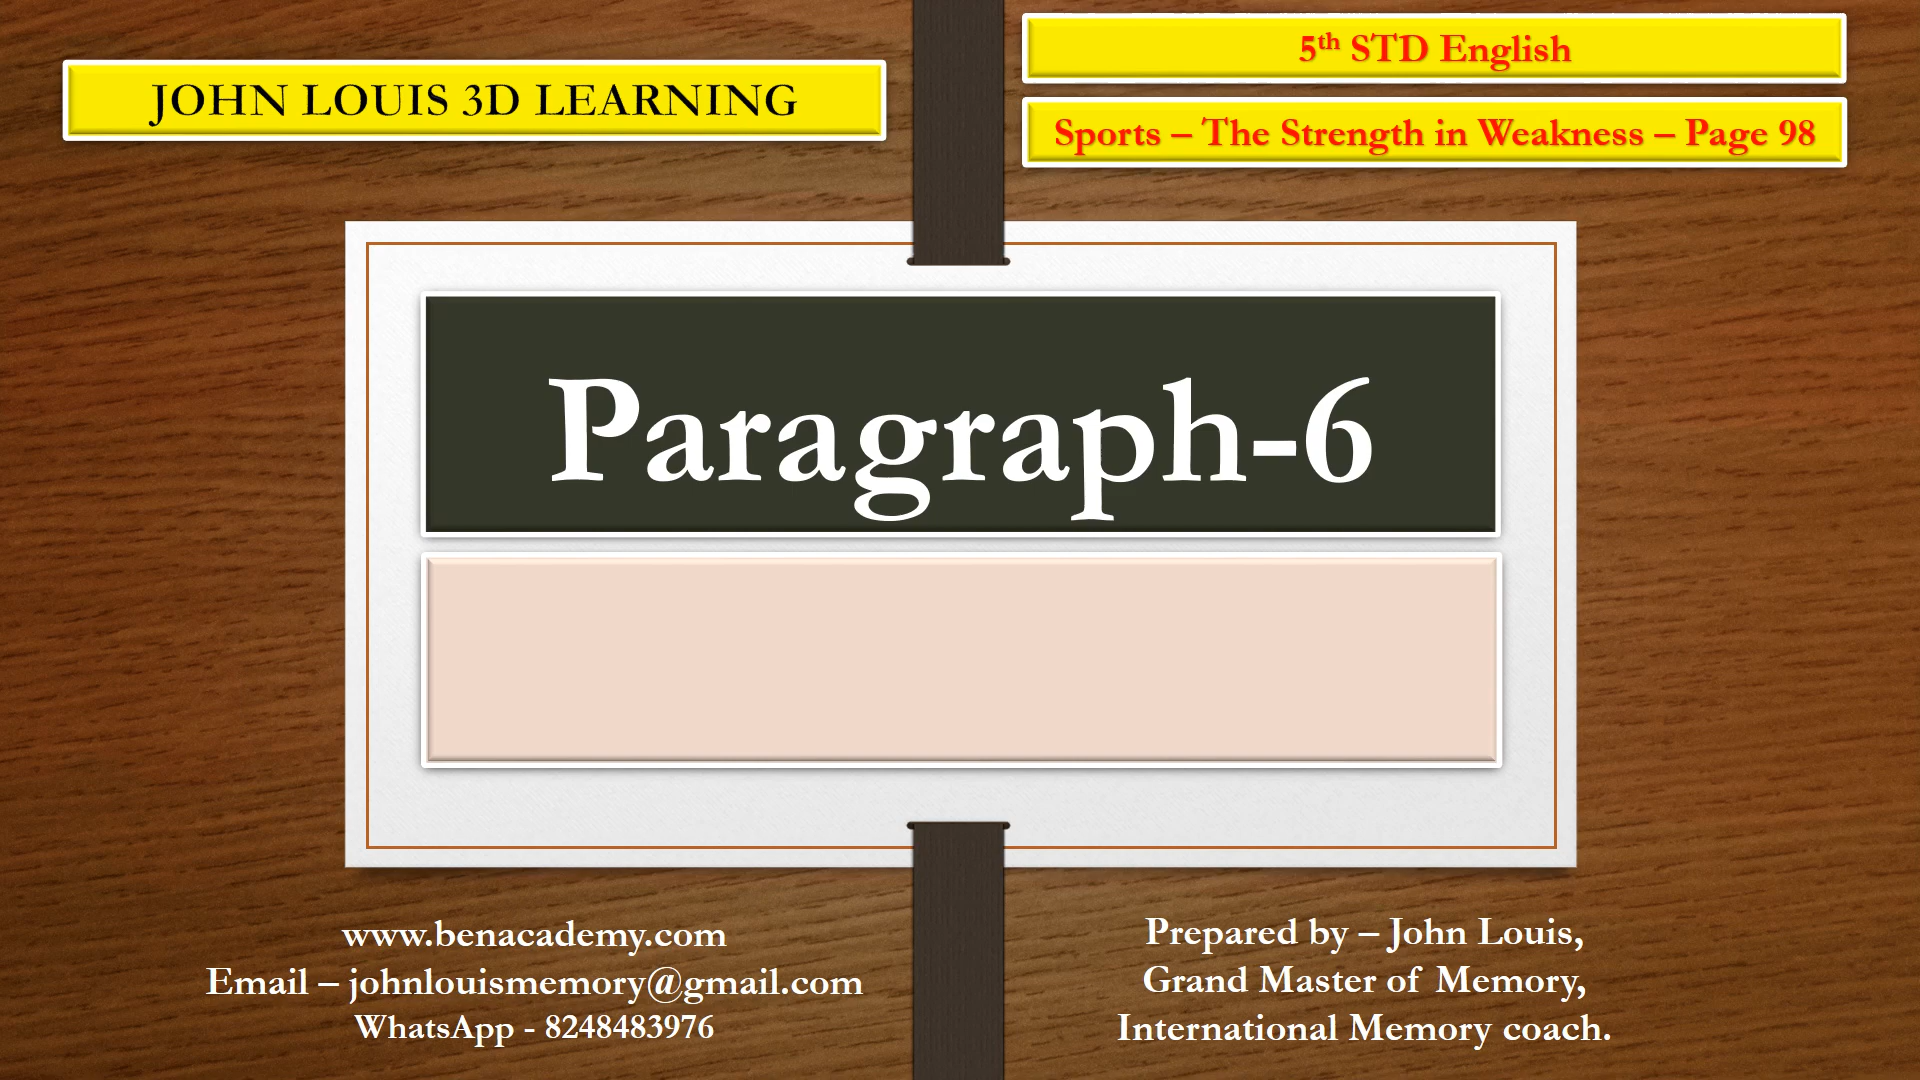 JOHN LOUIS 3D LEARNING
5th STD English
Sports – The Strength in Weakness – Page 98
Paragraph-6
www.benacademy.com
Email – johnlouismemory@gmail.com
WhatsApp - 8248483976
Prepared by – John Louis,
Grand Master of Memory,
International Memory coach.